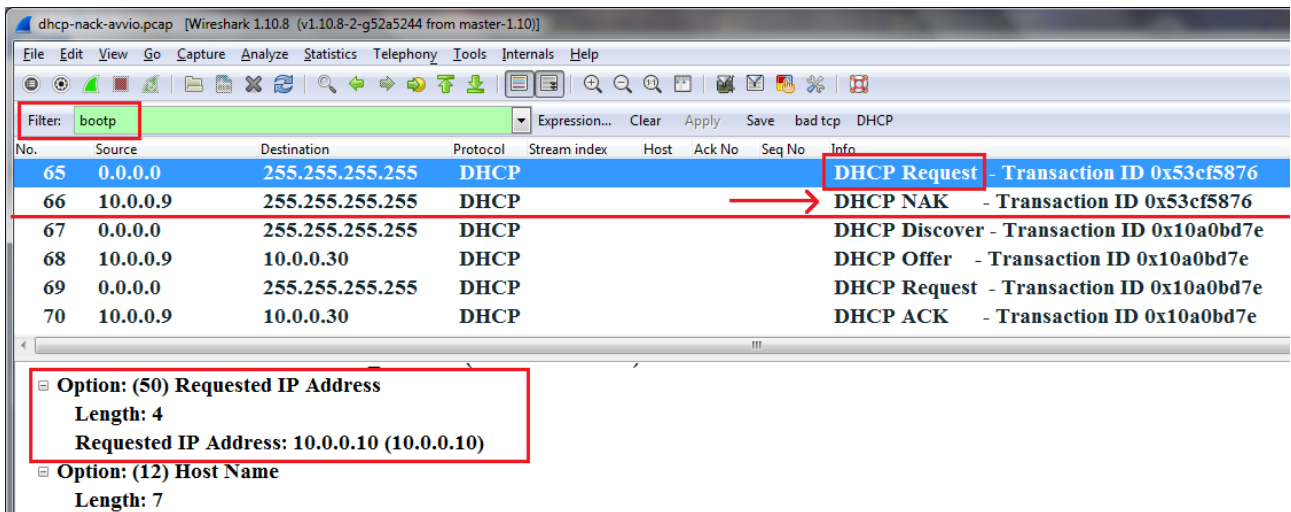 dhcp-nack-avvio.pcap [Wireshark 1.10.8 (v1.10.8-2-g52a5244 from master-1.10)]
File Edit View Go Capture Analyze Statistics Telephony Tools Internals Help
Filter: bootp Expression... Clear Apply Save bad tcp DHCP
No. Source Destination Protocol Stream index Host Ack No Seq No Info
65 0.0.0.0 255.255.255.255 DHCP DHCP Request - Transaction ID 0x53cf5876
66 10.0.0.9 255.255.255.255 DHCP DHCP NAK - Transaction ID 0x53cf5876
67 0.0.0.0 255.255.255.255 DHCP DHCP Discover - Transaction ID 0x10a0bd7e
68 10.0.0.9 10.0.0.30 DHCP DHCP Offer - Transaction ID 0x10a0bd7e
69 0.0.0.0 255.255.255.255 DHCP DHCP Request - Transaction ID 0x10a0bd7e
70 10.0.0.9 10.0.0.30 DHCP DHCP ACK - Transaction ID 0x10a0bd7e
Option: (50) Requested IP Address
Length: 4
Requested IP Address: 10.0.0.10 (10.0.0.10)
Option: (12) Host Name
Length: 7